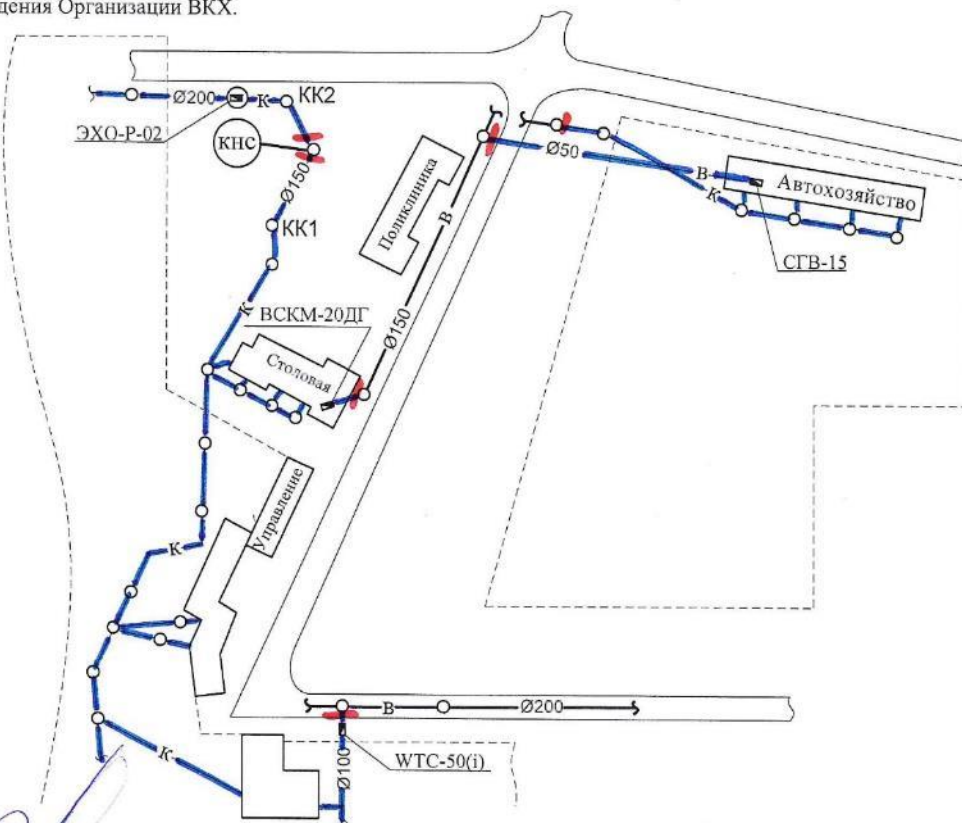 дения Организации ВКХ.
Ø200
К
КК2
ЭХО-Р-02
КНС
Ø150
КК1
Поликлиника
В
Ø50
В
К
Автохозяйство
СГВ-15
К
ВСКМ-20ДГ
Ø150
Столовая
Управление
К
В
Ø200
К
WTC-50(i)
Ø100